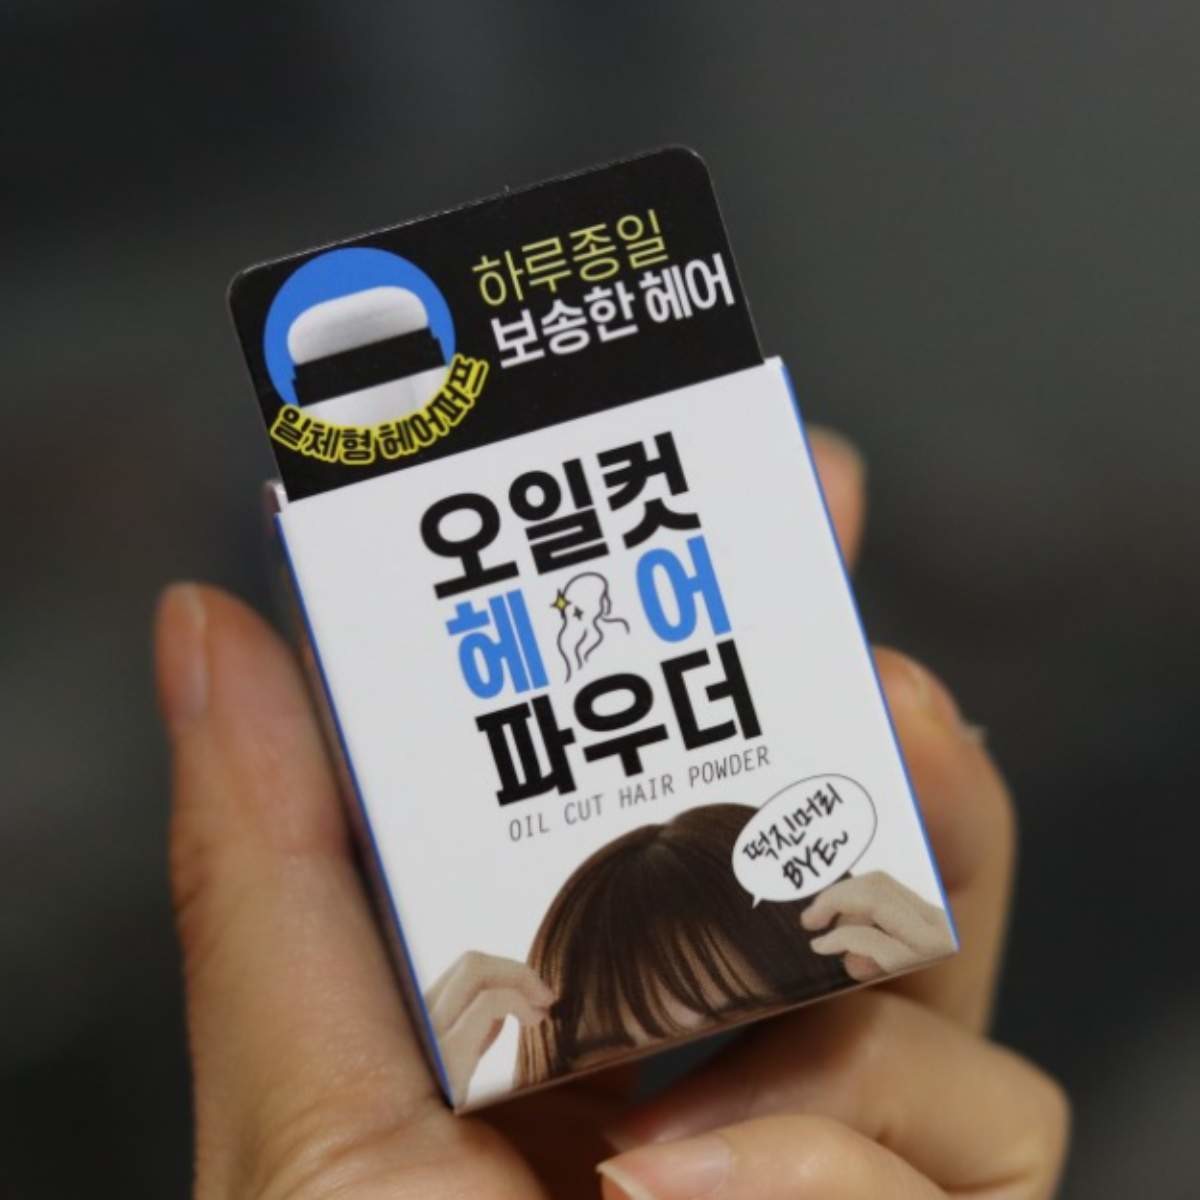 하루종일
보송한 헤어
일체형 헤어퍼프
오일컷
헤어
파우더
OIL CUT HAIR POWDER
떡진머리
BYE~